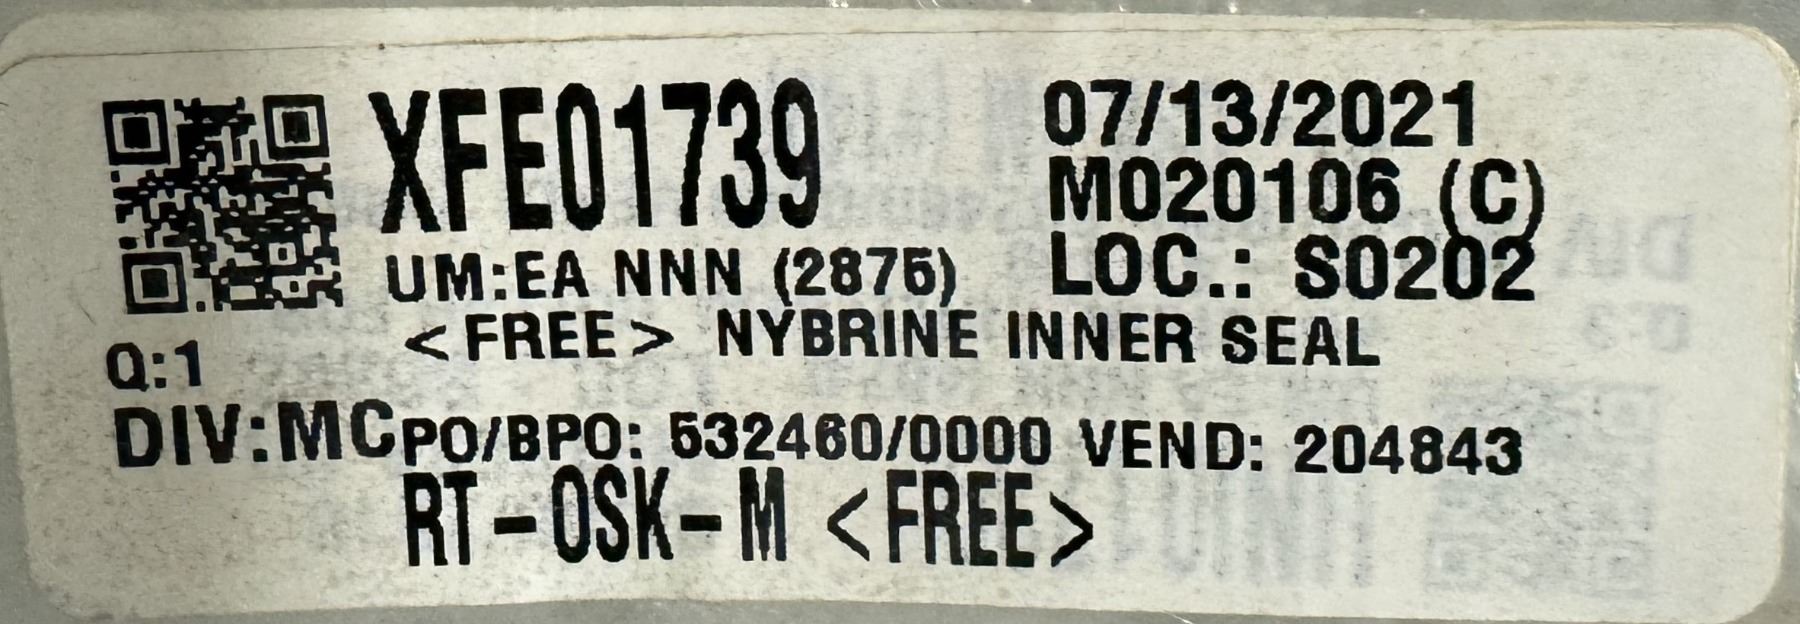 XFE01739 07/13/2021
M020106 (C)
UM:EA NNN (2875) LOC.: S0202
<FREE> NYBRINE INNER SEAL
Q:1
DIV:MC PO/BPO: 532460/0000 VEND: 204843
RT-OSK-M <FREE>